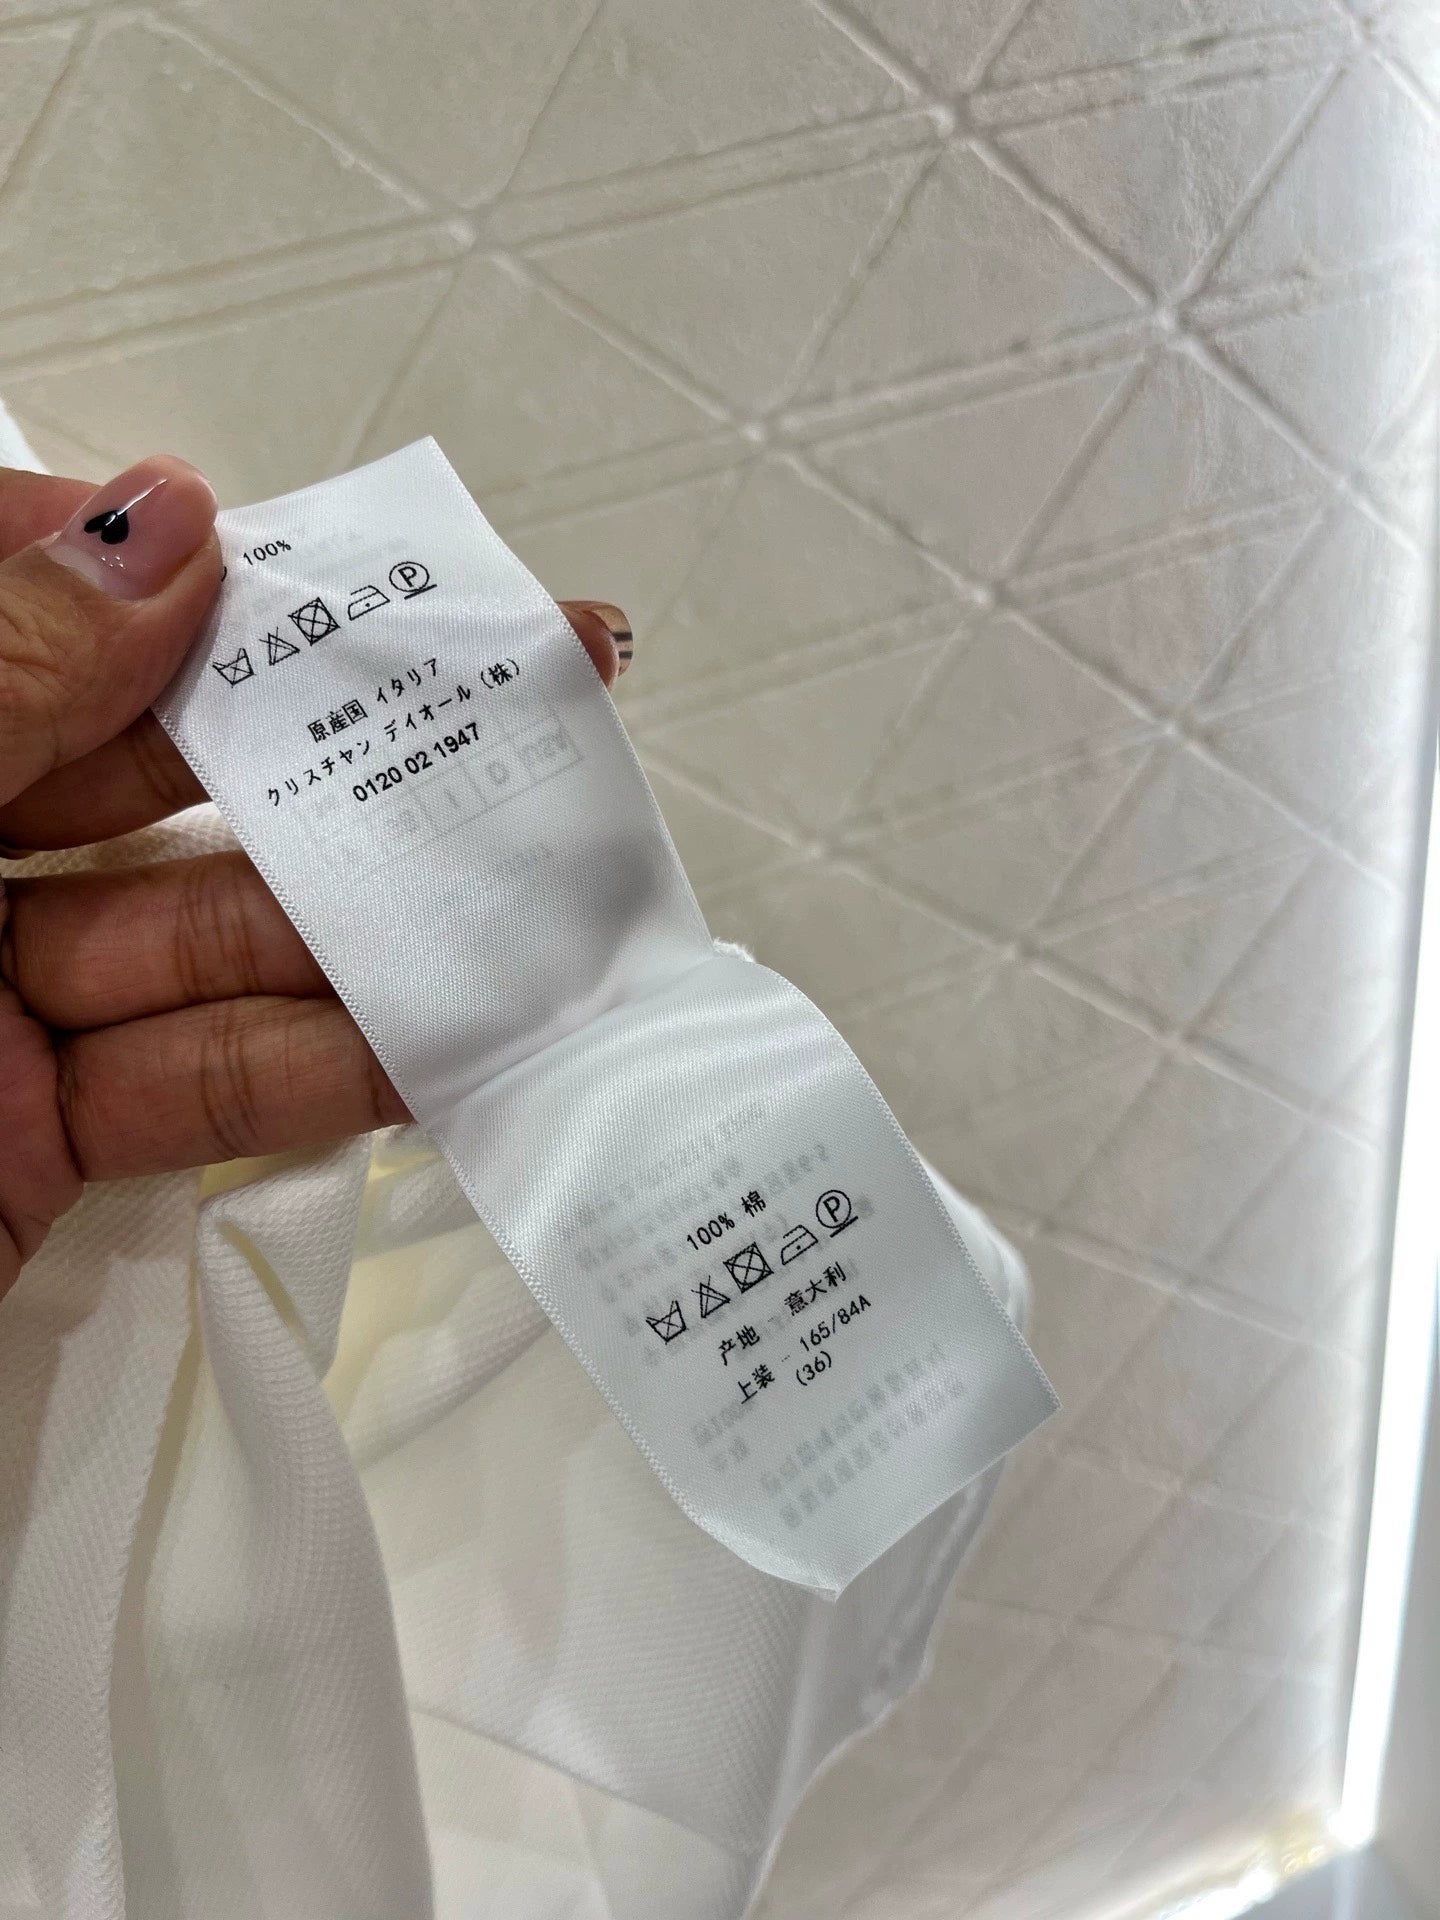 100%
P
原産国 イタリア
クリスチャン デイオール（株）
0120 02 1947
100% 棉
P
产地 - 意大利
上装 - 165/84A
(36)